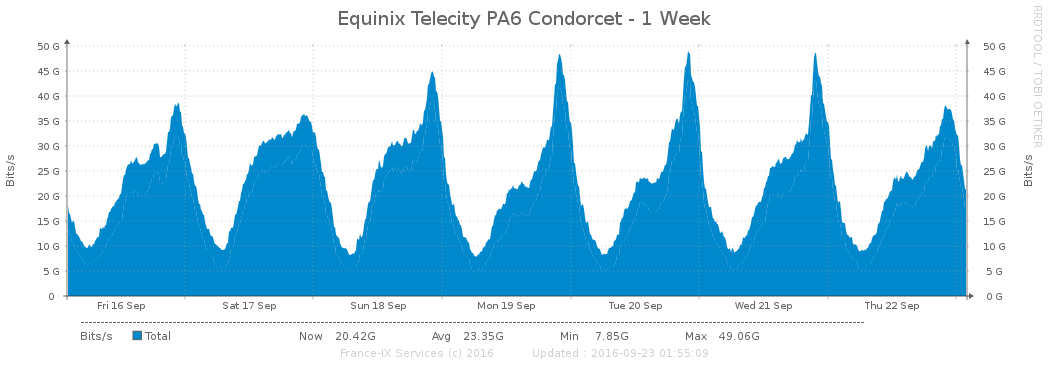 Equinix Telecity PA6 Condorcet - 1 Week
RRDTOOL / TOBI OETIKER
Bits/s
50 G
45 G
40 G
35 G
30 G
25 G
20 G
15 G
10 G
5 G
0
50 G
45 G
40 G
35 G
30 G
25 G
20 G
15 G
10 G
5 G
0 G
Bits/s
Fri 16 Sep Sat 17 Sep Sun 18 Sep Mon 19 Sep Tue 20 Sep Wed 21 Sep Thu 22 Sep
Bits/s Total Now 20.42G Avg 23.35G Min 7.85G Max 49.06G
France-IX Services (c) 2016 Updated : 2016-09-23 01:55:09